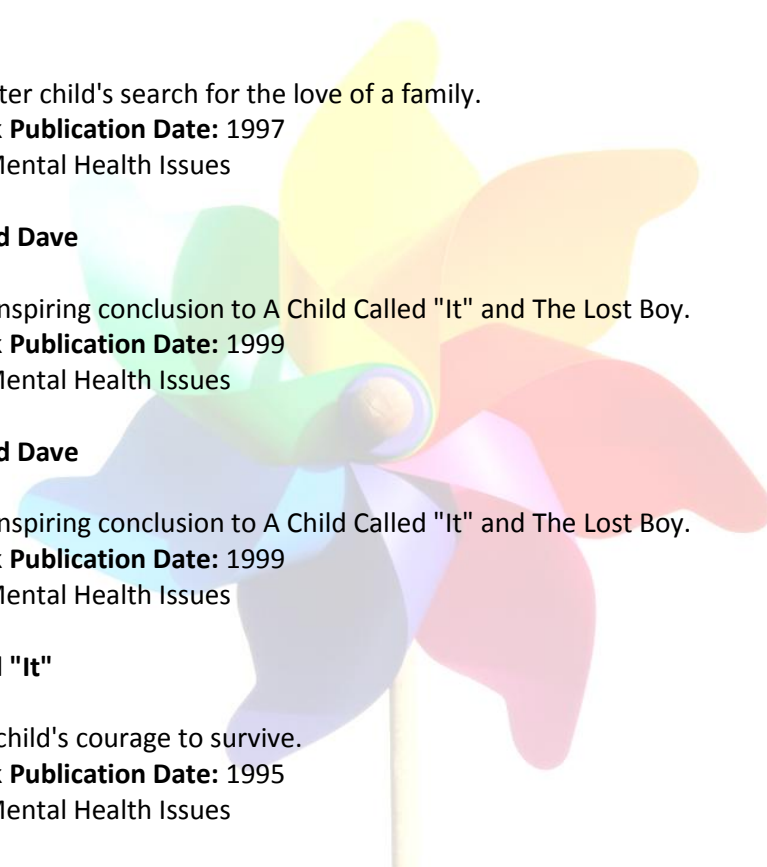 ter child's search for the love of a family.
k Publication Date: 1997
Mental Health Issues
d Dave
nspiring conclusion to A Child Called "It" and The Lost Boy.
k Publication Date: 1999
Mental Health Issues
d Dave
nspiring conclusion to A Child Called "It" and The Lost Boy.
k Publication Date: 1999
Mental Health Issues
l "It"
child's courage to survive.
k Publication Date: 1995
Mental Health Issues